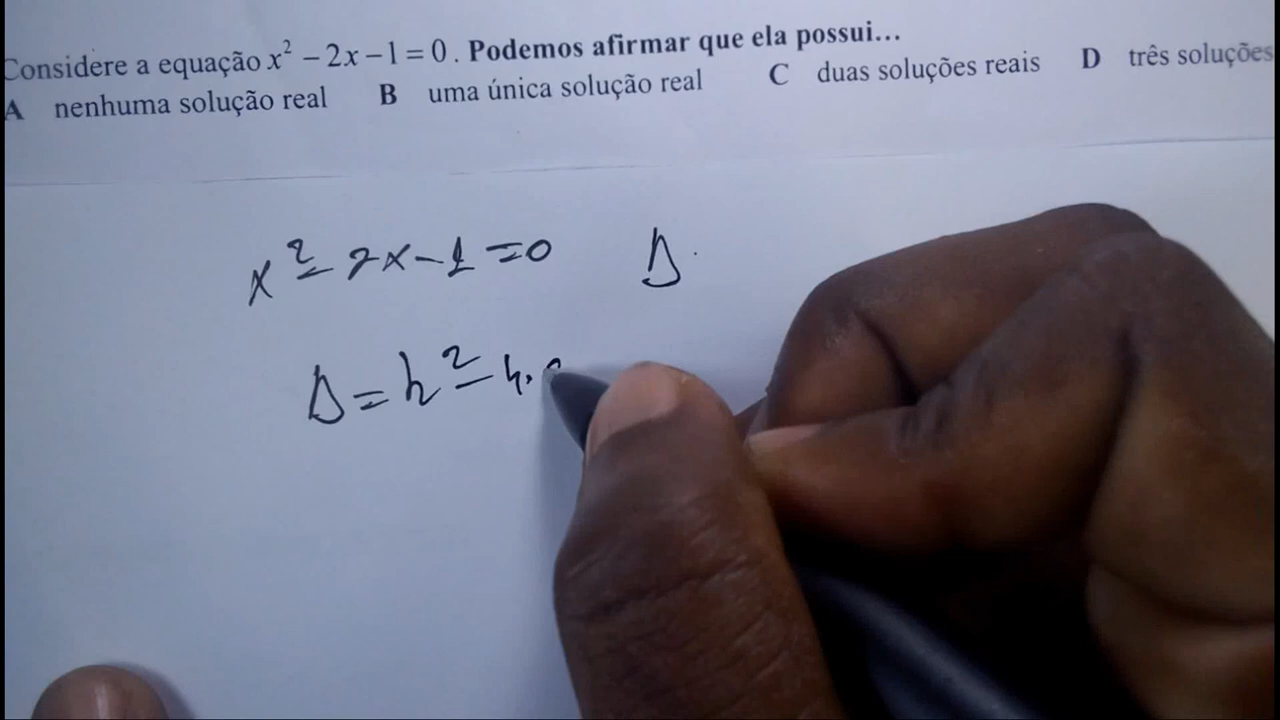 Considere a equação x² - 2x - 1 = 0. Podemos afirmar que ela possui...
A nenhuma solução real B uma única solução real C duas soluções reais D três soluções
x² - 2x - 1 = 0 Δ
Δ = b² - 4.